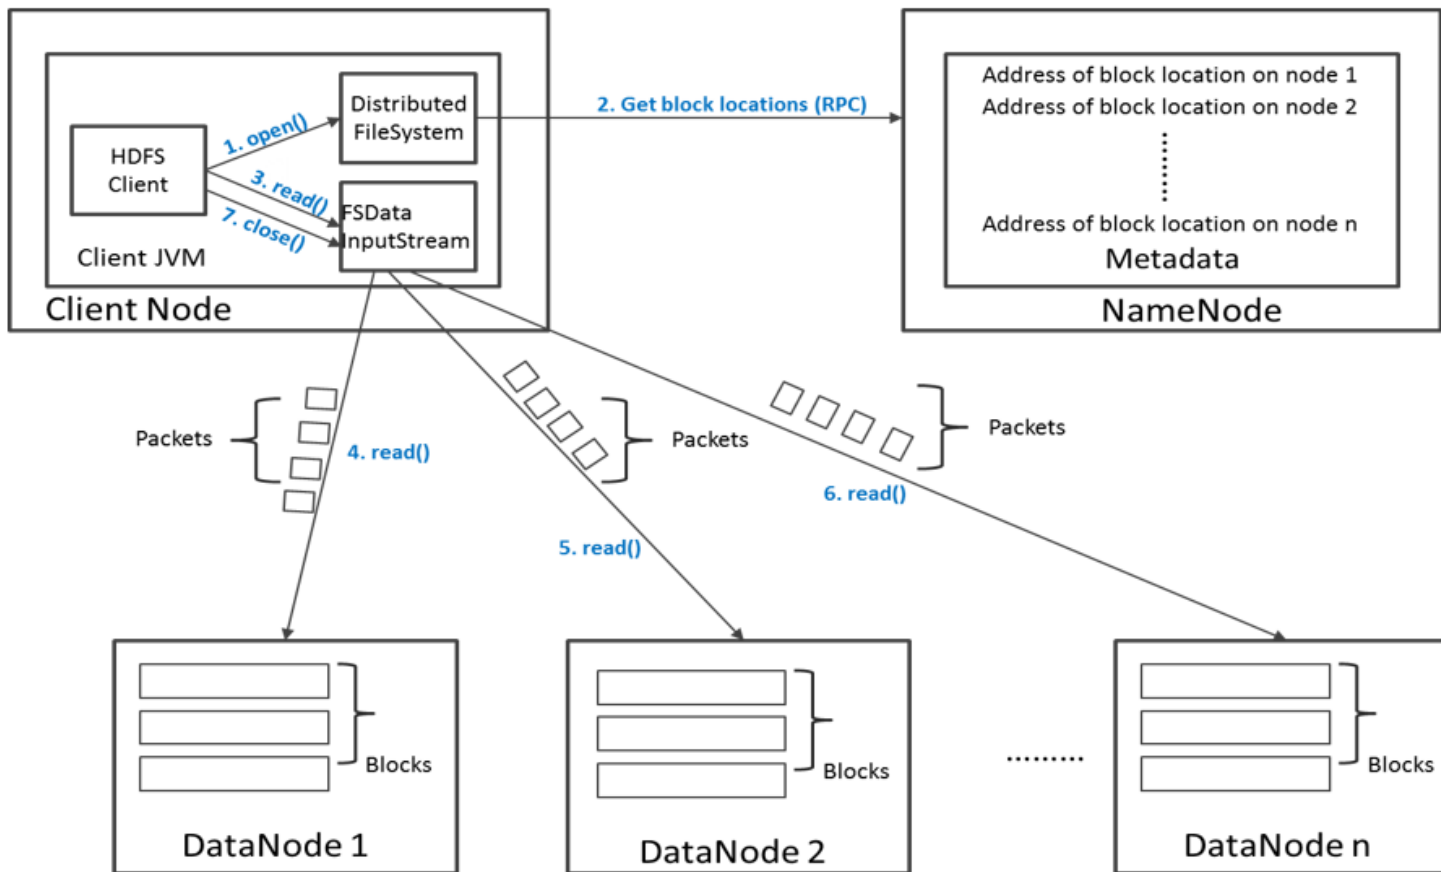 Distributed
FileSystem
1. open()
HDFS
Client
3. read()
7. close()
FSData
InputStream
Client JVM
Client Node
2. Get block locations (RPC)
Address of block location on node 1
Address of block location on node 2
Address of block location on node n
Metadata
NameNode
Packets
4. read()
Packets
5. read()
Packets
6. read()
Blocks
DataNode 1
Blocks
DataNode 2
.........
Blocks
DataNode n